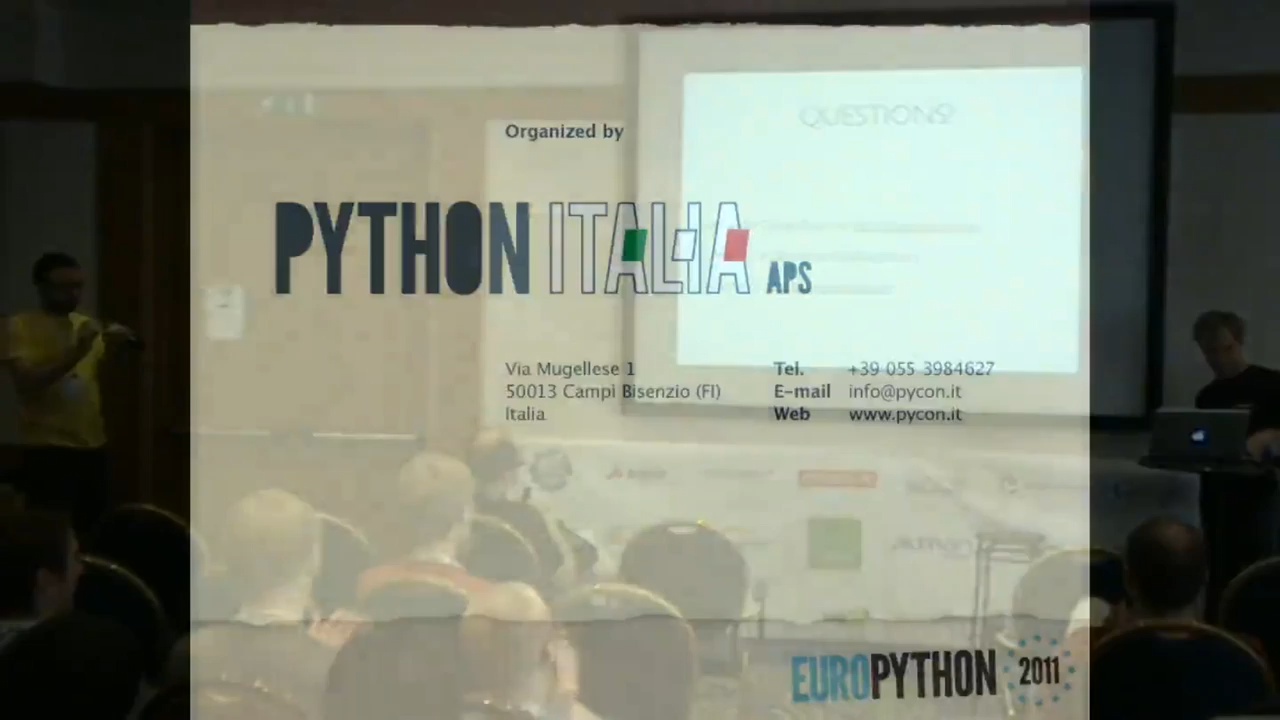 QUESTIONS?
Organized by
PYTHON ITALIA APS
Via Mugellese 1
50013 Campi Bisenzio (FI)
Italia
Tel. +39 055 3984627
E-mail info@pycon.it
Web www.pycon.it
EUROPYTHON 2011